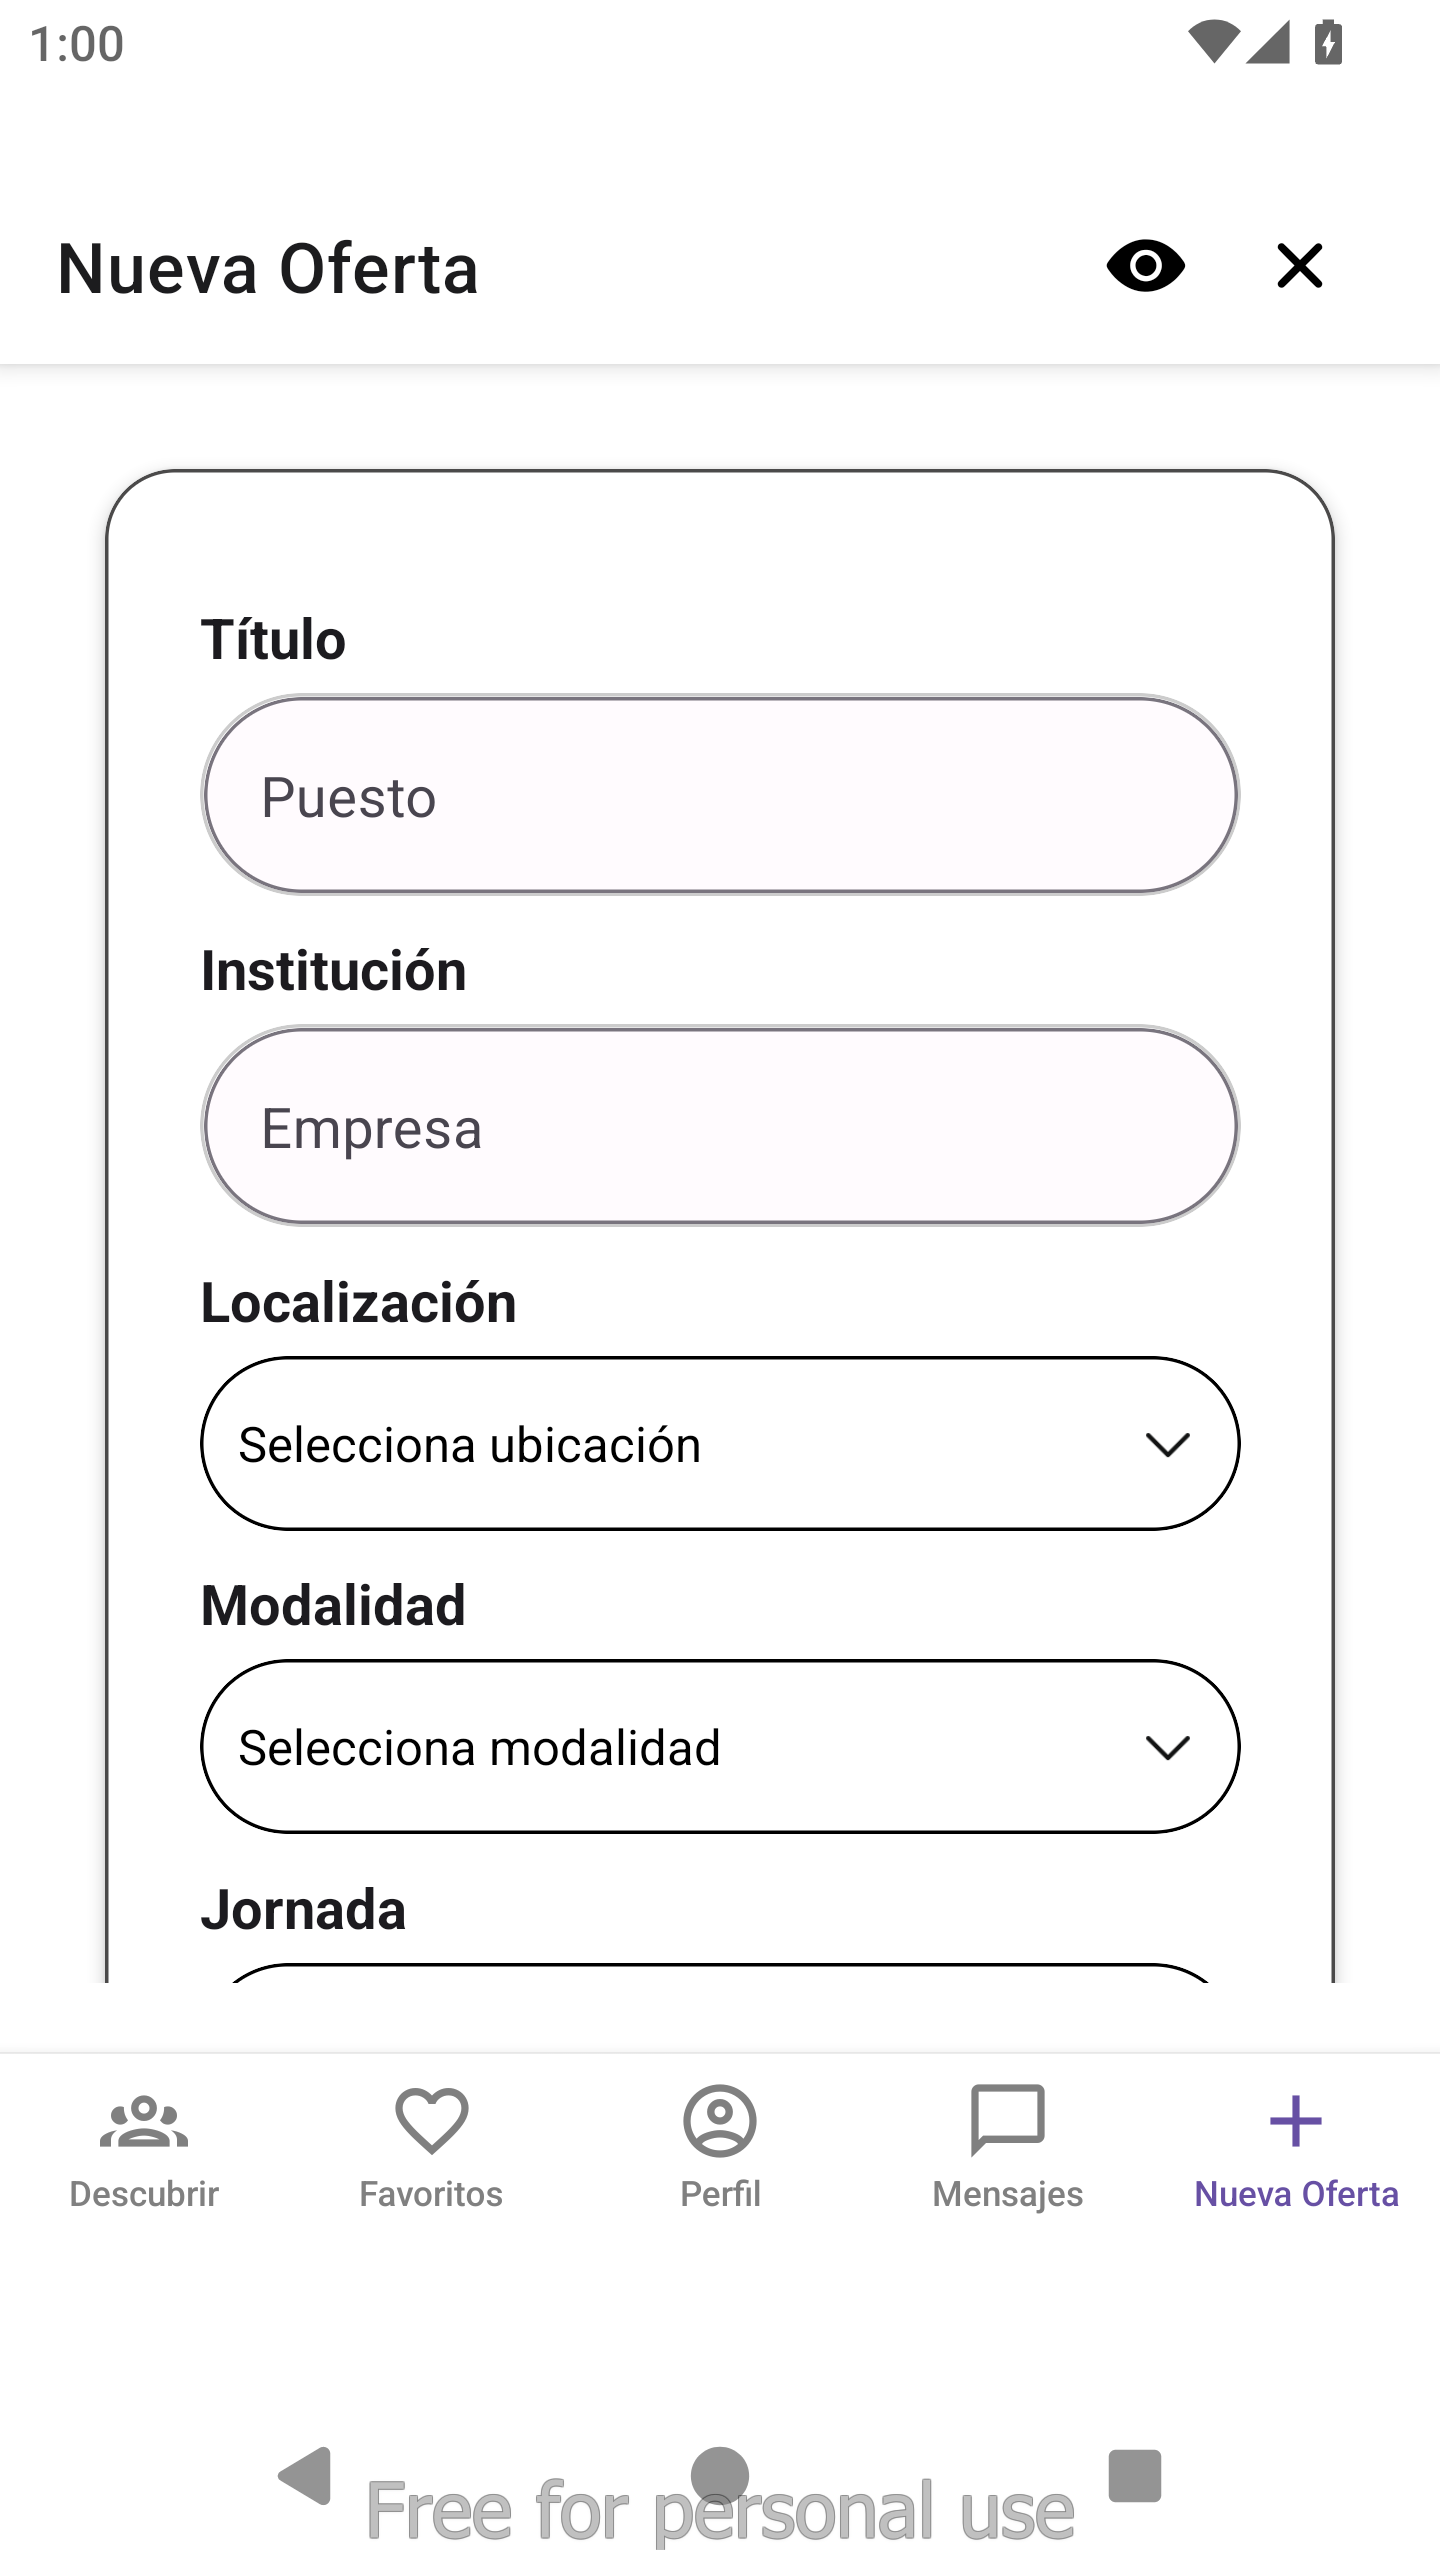 1:00
Nueva Oferta
Título
Puesto
Institución
Empresa
Localización
Selecciona ubicación
Modalidad
Selecciona modalidad
Jornada
Descubrir
Favoritos
Perfil
Mensajes
Nueva Oferta
Free for personal use